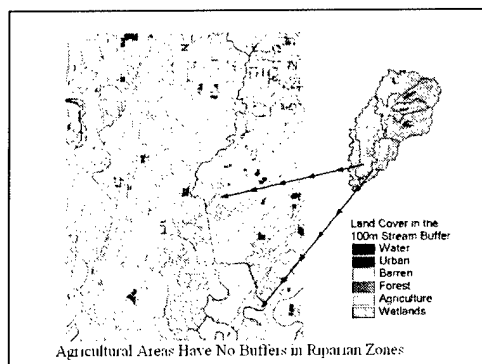 Land Cover in the
100m Stream Buffer
Water
Urban
Barren
Forest
Agriculture
Wetlands
Agricultural Areas Have No Buffers in Riparian Zones